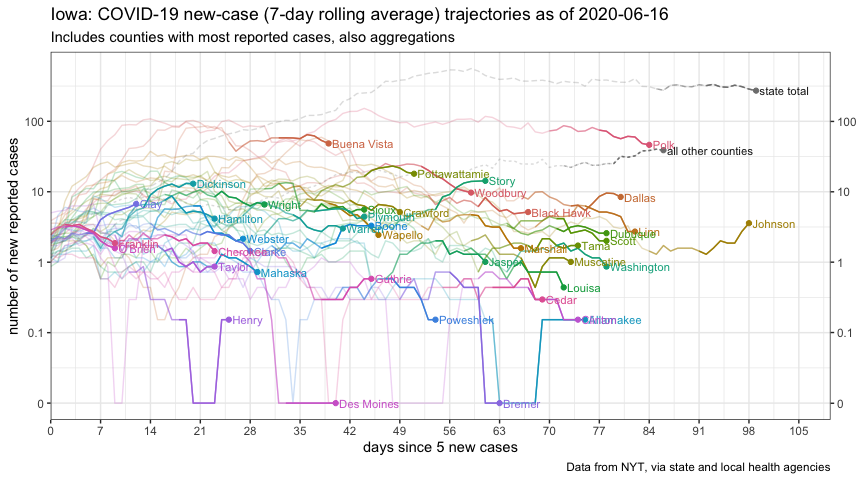 Iowa: COVID-19 new-case (7-day rolling average) trajectories as of 2020-06-16
Includes counties with most reported cases, also aggregations
number of new reported cases
100
10
1
0.1
0
100
10
1
0.1
0
state total
Polk
all other counties
Buena Vista
Pottawattamie
Story
Dickinson
Woodbury
Dallas
Clay
Wright
Sioux
Crawford
Black Hawk
Hamilton
Plymouth
Johnson
Boone
Linn
Dubuque
Webster
Wapello
Scott
Franklin
O'Brien
Marshall
Tama
Cherokee
Clarke
Jasper
Muscatine
Taylor
Washington
Mahaska
Guthrie
Louisa
Cedar
Henry
Poweshiek
Allamakee
Des Moines
Bremer
0 7 14 21 28 35 42 49 56 63 70 77 84 91 98 105
days since 5 new cases
Data from NYT, via state and local health agencies